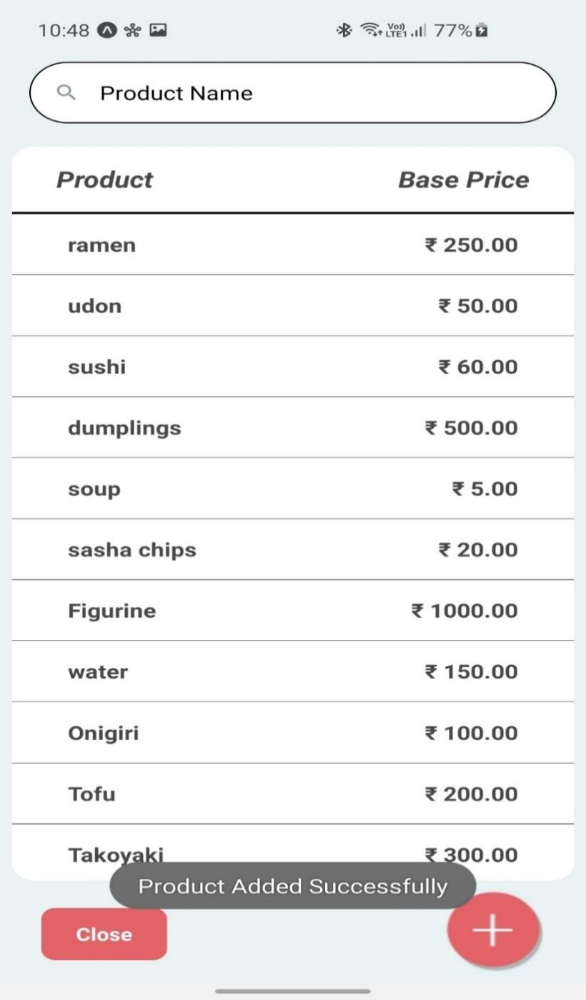 10:48 Vo)) LTE1 77%
Product Name
Product Base Price
ramen ₹ 250.00
udon ₹ 50.00
sushi ₹ 60.00
dumplings ₹ 500.00
soup ₹ 5.00
sasha chips ₹ 20.00
Figurine ₹ 1000.00
water ₹ 150.00
Onigiri ₹ 100.00
Tofu ₹ 200.00
Takoyaki ₹ 300.00
Product Added Successfully
Close